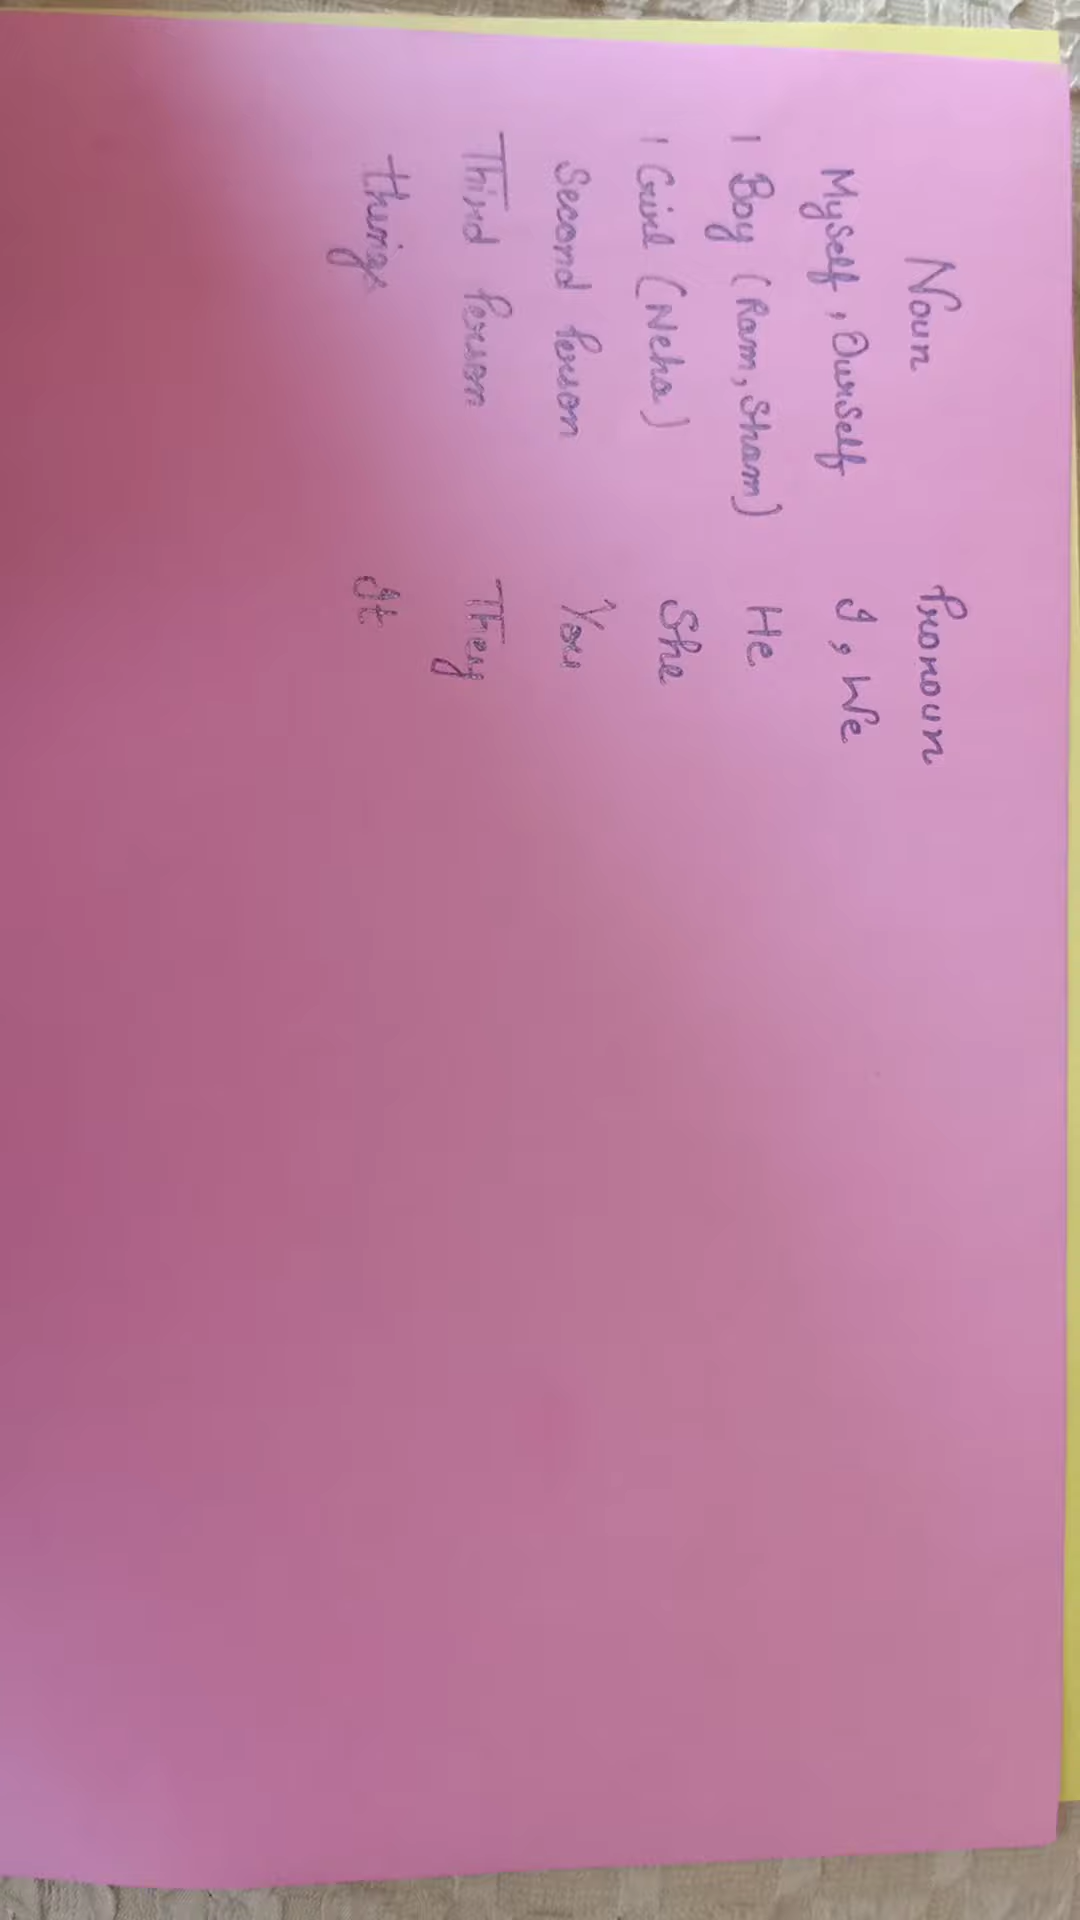 Noun Pronoun
Myself, Ourself I, We
1 Boy (Ram, Sham) He
1 Girl (Neha) She
Second Person You
Third Person They
things It